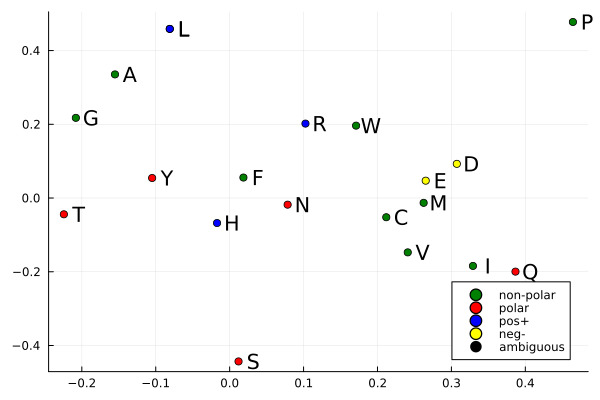 P
L
0.4
A
G
R
W
0.2
D
Y
F
E
M
N
0.0
T
C
H
V
I
Q
−0.2
non-polar
polar
pos+
neg-
ambiguous
−0.4
S
−0.2 −0.1 0.0 0.1 0.2 0.3 0.4